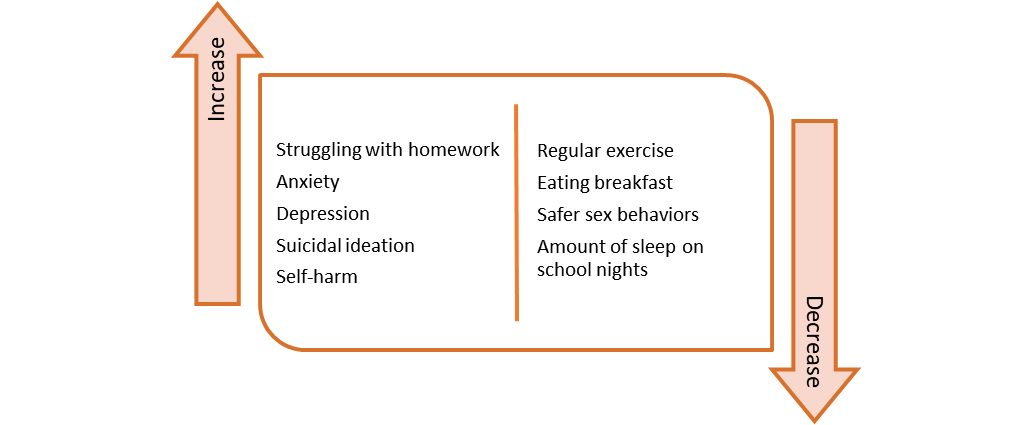 Increase
Struggling with homework
Anxiety
Depression
Suicidal ideation
Self-harm
Regular exercise
Eating breakfast
Safer sex behaviors
Amount of sleep on
school nights
Decrease